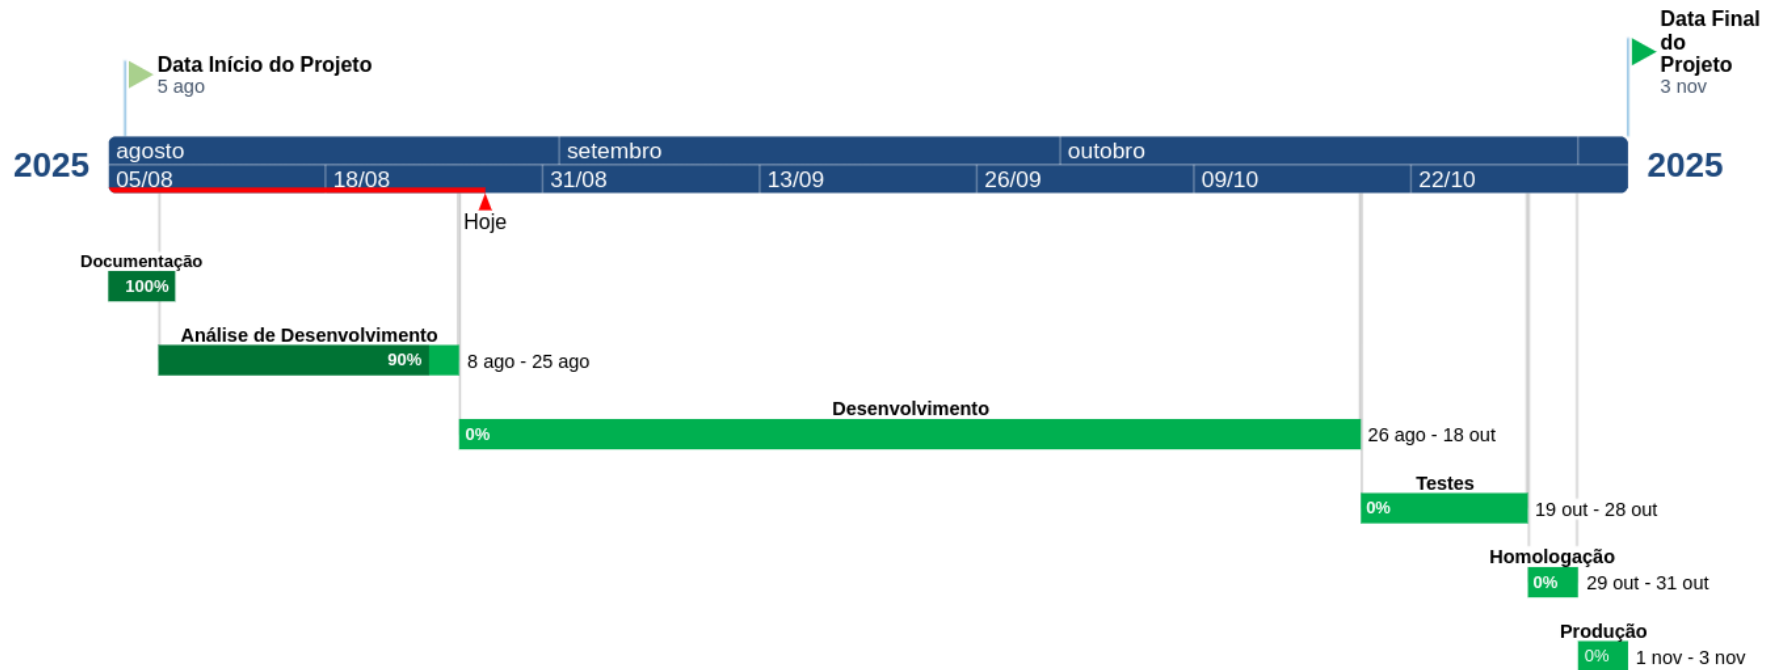 Data Final
do
Projeto
3 nov
Data Início do Projeto
5 ago
2025
agosto
setembro
outobro
2025
05/08
18/08
31/08
13/09
26/09
09/10
22/10
Hoje
Documentação
100%
Análise de Desenvolvimento
90%
8 ago - 25 ago
Desenvolvimento
0%
26 ago - 18 out
Testes
0%
19 out - 28 out
Homologação
0%
29 out - 31 out
Produção
0%
1 nov - 3 nov